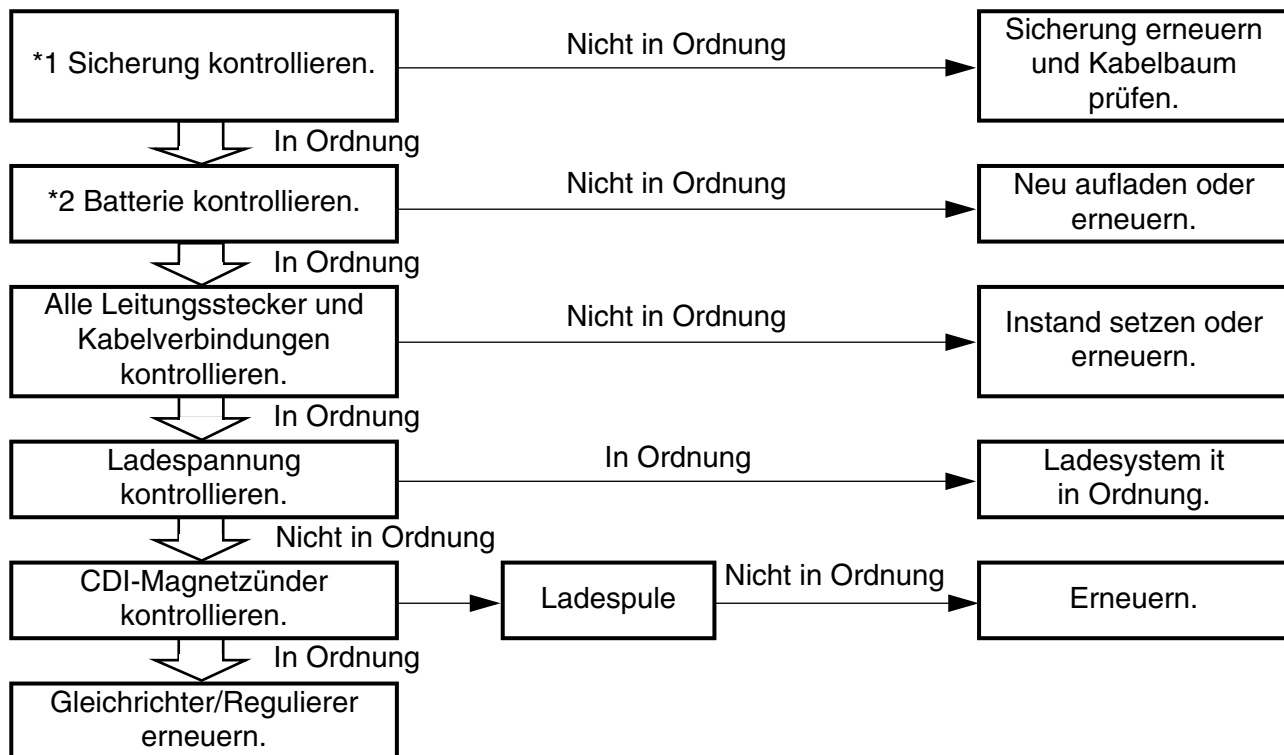 *1 Sicherung kontrollieren.
Nicht in Ordnung
Sicherung erneuern
und Kabelbaum
prüfen.
In Ordnung
*2 Batterie kontrollieren.
Nicht in Ordnung
Neu aufladen oder
erneuern.
In Ordnung
Alle Leitungsstecker und
Kabelverbindungen
kontrollieren.
Nicht in Ordnung
Instand setzen oder
erneuern.
In Ordnung
Ladespannung
kontrollieren.
In Ordnung
Ladesystem it
in Ordnung.
Nicht in Ordnung
CDI-Magnetzünder
kontrollieren.
Ladespule
Nicht in Ordnung
Erneuern.
In Ordnung
Gleichrichter/Regulierer
erneuern.